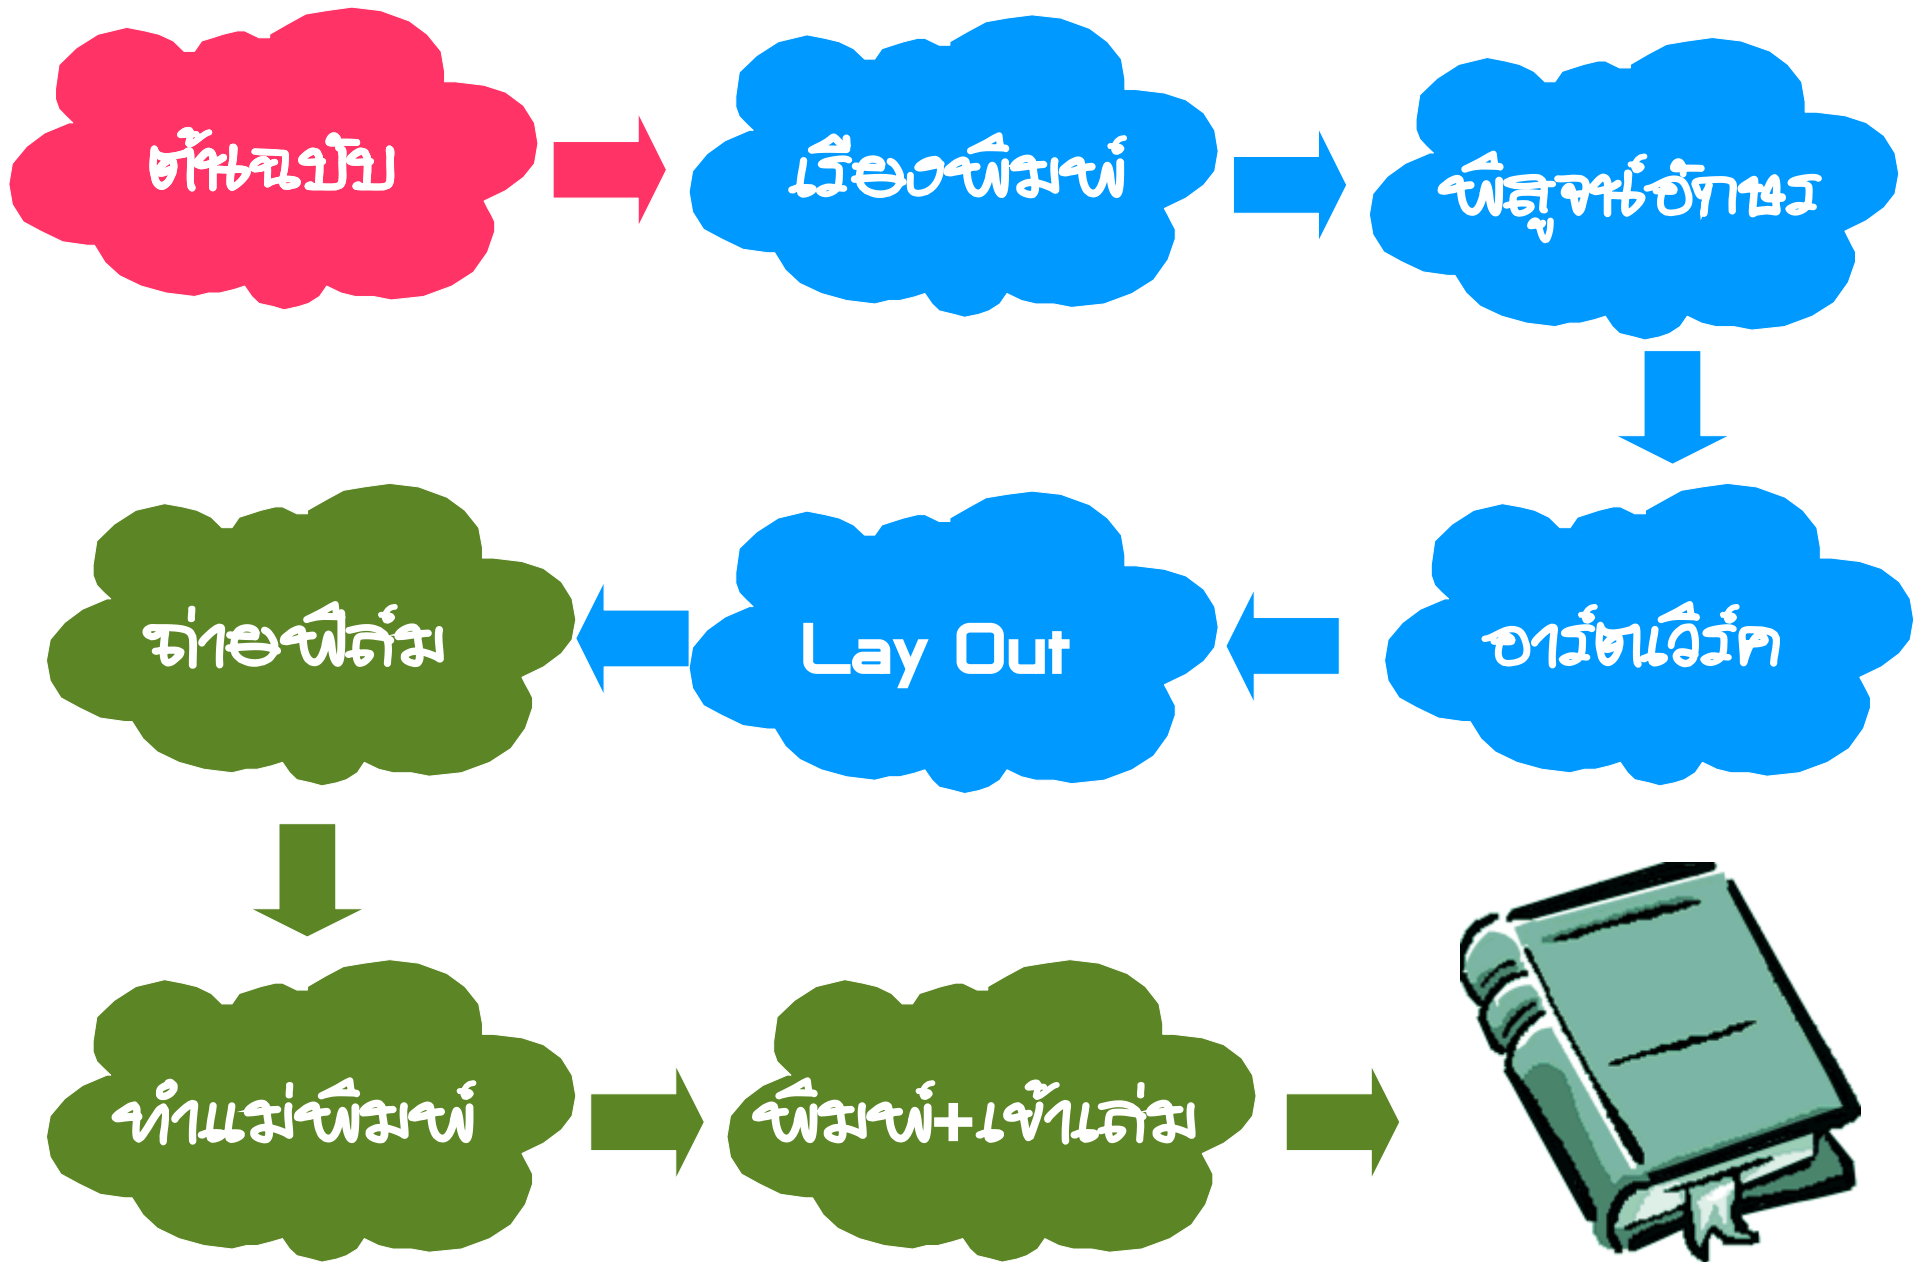 ต้นฉบับ
เรียงพิมพ์
พิสูจน์อักษร
อาร์ตเวิร์ค
Lay Out
ถ่ายฟิล์ม
ทำแม่พิมพ์
พิมพ์+เข้าเล่ม